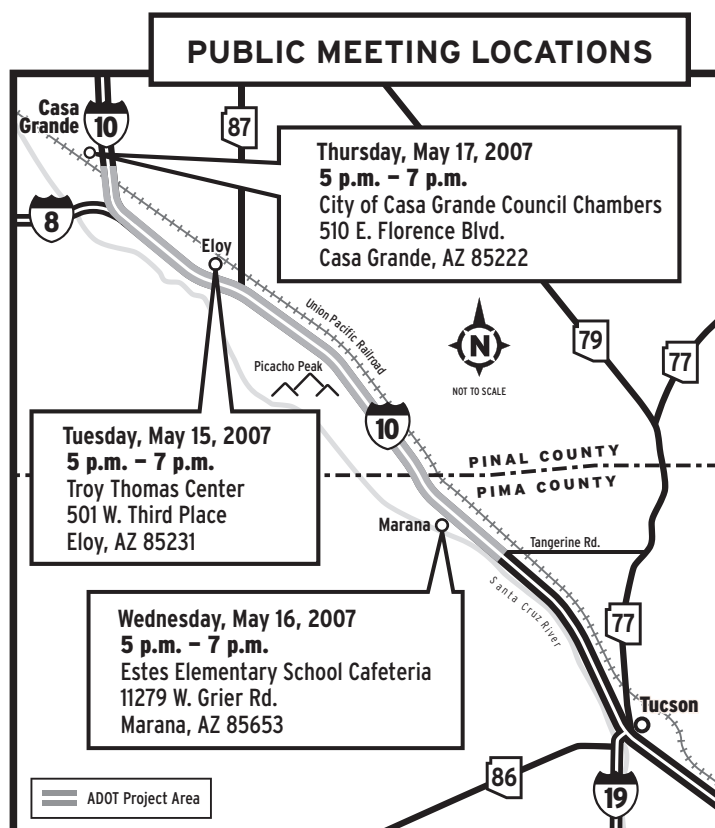 PUBLIC MEETING LOCATIONS
Casa
Grande
10
87
Thursday, May 17, 2007
5 p.m. – 7 p.m.
City of Casa Grande Council Chambers
510 E. Florence Blvd.
Casa Grande, AZ 85222
8
Eloy
Union Pacific Railroad
N
NOT TO SCALE
79
77
Picacho Peak
10
Tuesday, May 15, 2007
5 p.m. – 7 p.m.
Troy Thomas Center
501 W. Third Place
Eloy, AZ 85231
PINAL COUNTY
PIMA COUNTY
Marana
Tangerine Rd.
Santa Cruz River
Wednesday, May 16, 2007
5 p.m. – 7 p.m.
Estes Elementary School Cafeteria
11279 W. Grier Rd.
Marana, AZ 85653
77
Tucson
86
19
ADOT Project Area